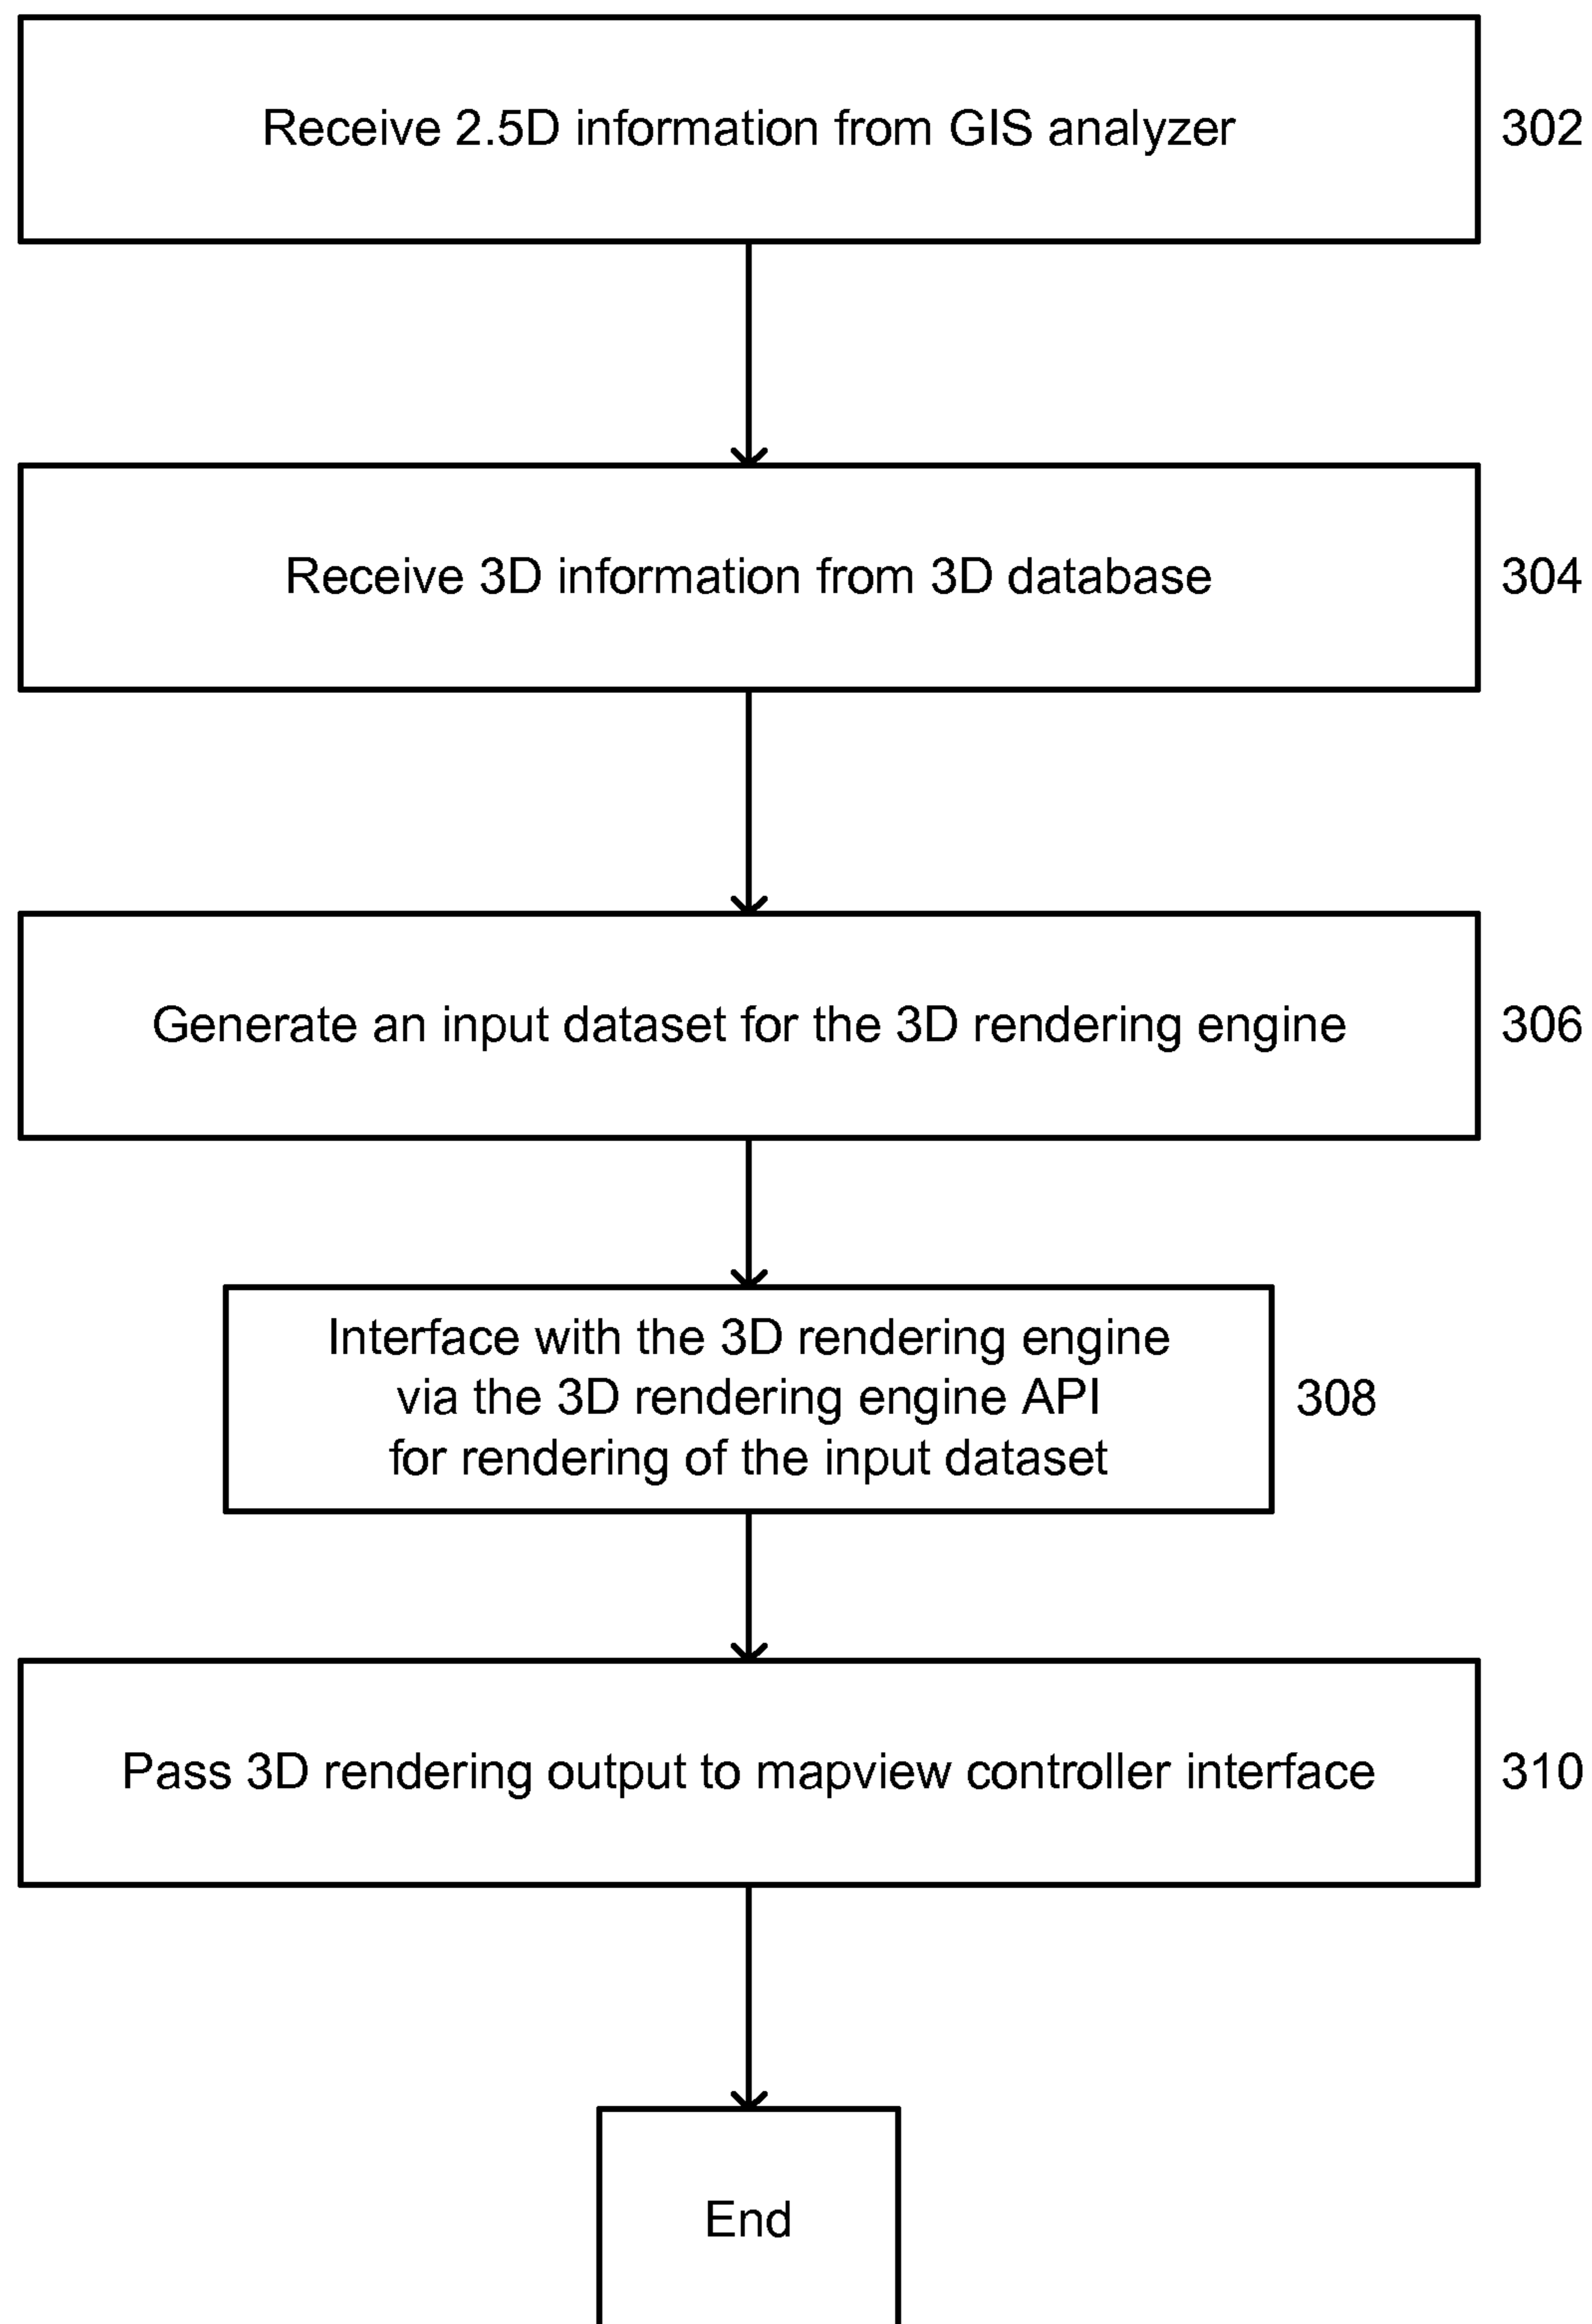 Receive 2.5D information from GIS analyzer
302
Receive 3D information from 3D database
304
Generate an input dataset for the 3D rendering engine
306
Interface with the 3D rendering engine
via the 3D rendering engine API
for rendering of the input dataset
308
Pass 3D rendering output to mapview controller interface
310
End